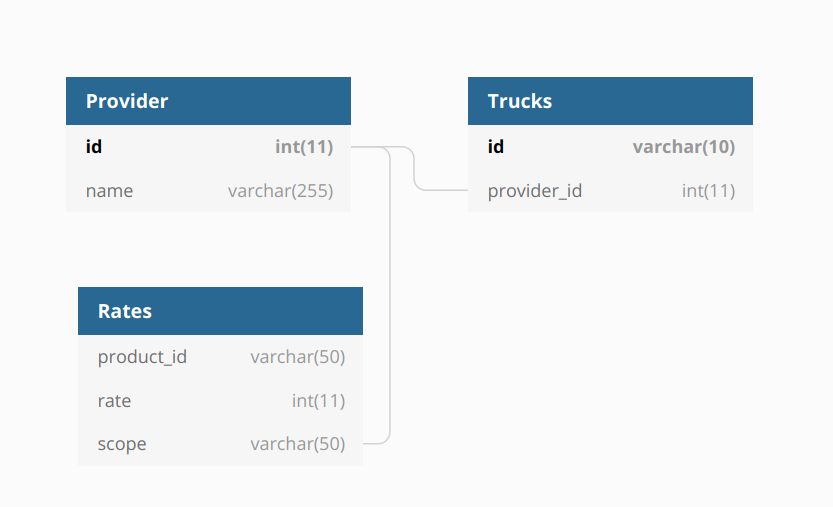 Provider
id int(11)
name varchar(255)
Trucks
id varchar(10)
provider_id int(11)
Rates
product_id varchar(50)
rate int(11)
scope varchar(50)